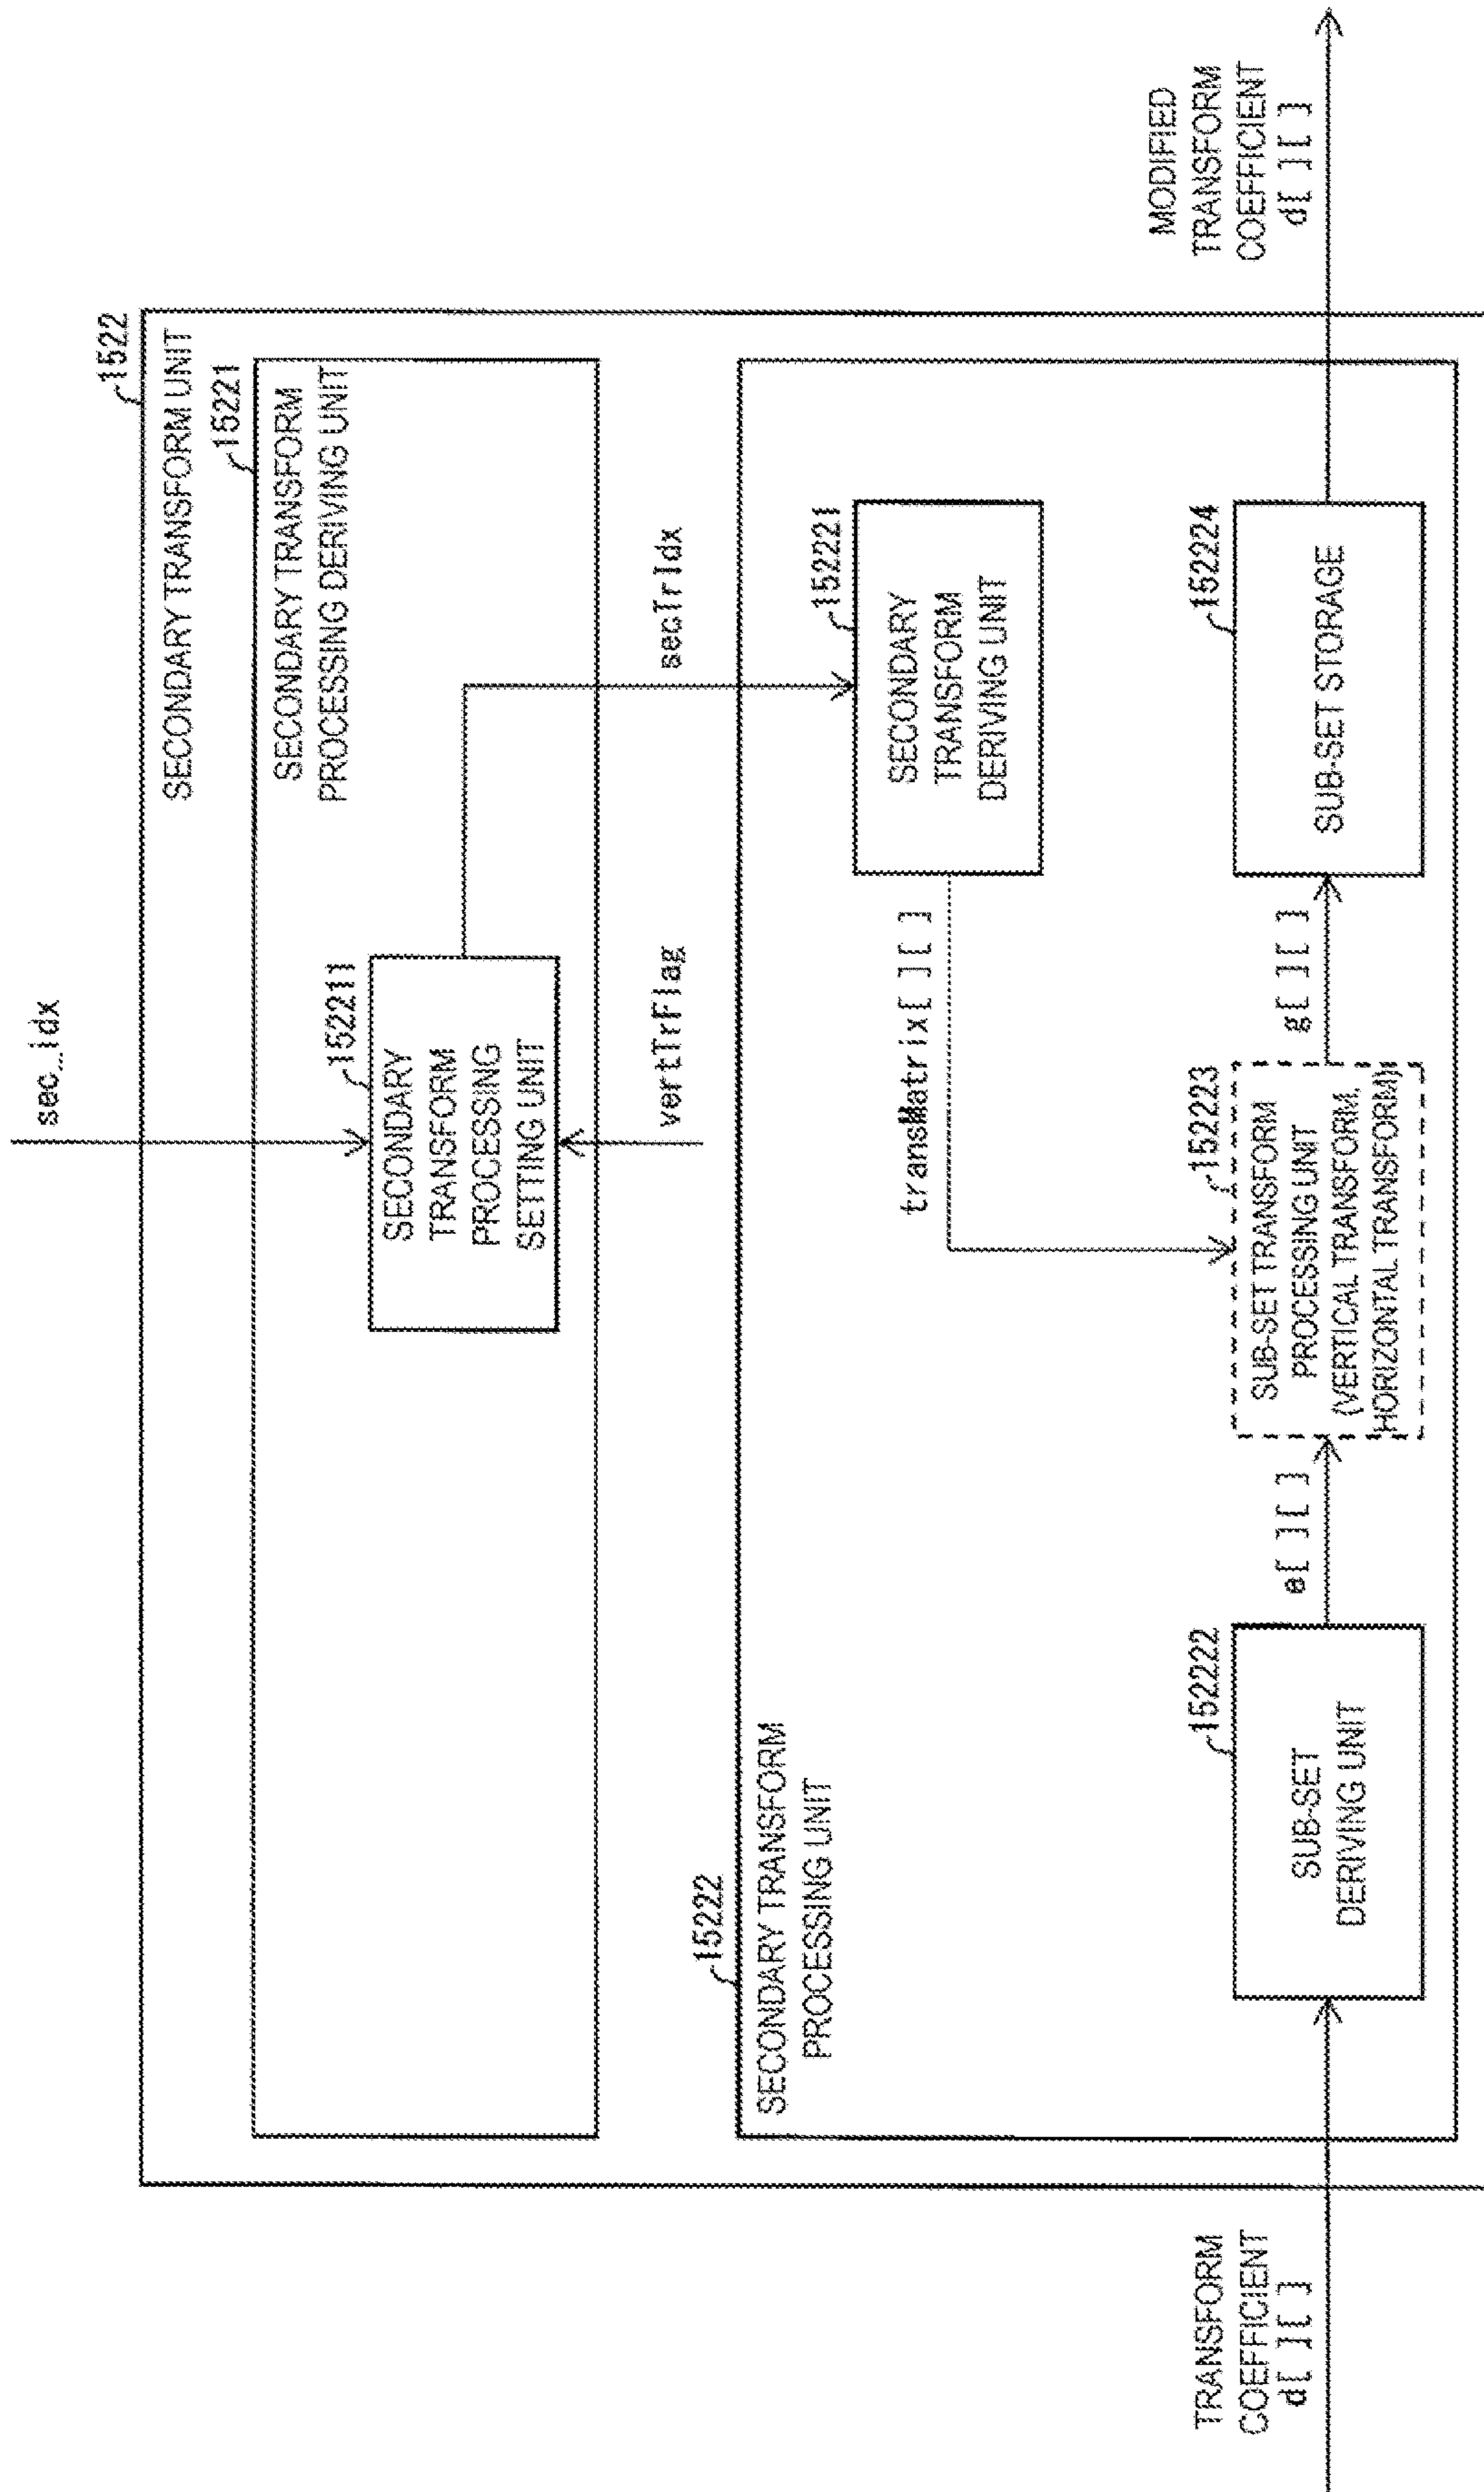 sec_idx
1522
SECONDARY TRANSFORM UNIT
15221
SECONDARY TRANSFORM
PROCESSING DERIVING UNIT
152211
SECONDARY
TRANSFORM
PROCESSING
SETTING UNIT
vertTrFlag
secTrIdx
15222
SECONDARY TRANSFORM
PROCESSING UNIT
152221
SECONDARY
TRANSFORM
DERIVING UNIT
transMatrix[ ][ ]
TRANSFORM
COEFFICIENT
d[ ][ ]
152222
SUB-SET
DERIVING UNIT
e[ ][ ]
152223
SUB-SET TRANSFORM
PROCESSING UNIT
(VERTICAL TRANSFORM,
HORIZONTAL TRANSFORM)
g[ ][ ]
152224
SUB-SET STORAGE
MODIFIED
TRANSFORM
COEFFICIENT
d[ ][ ]